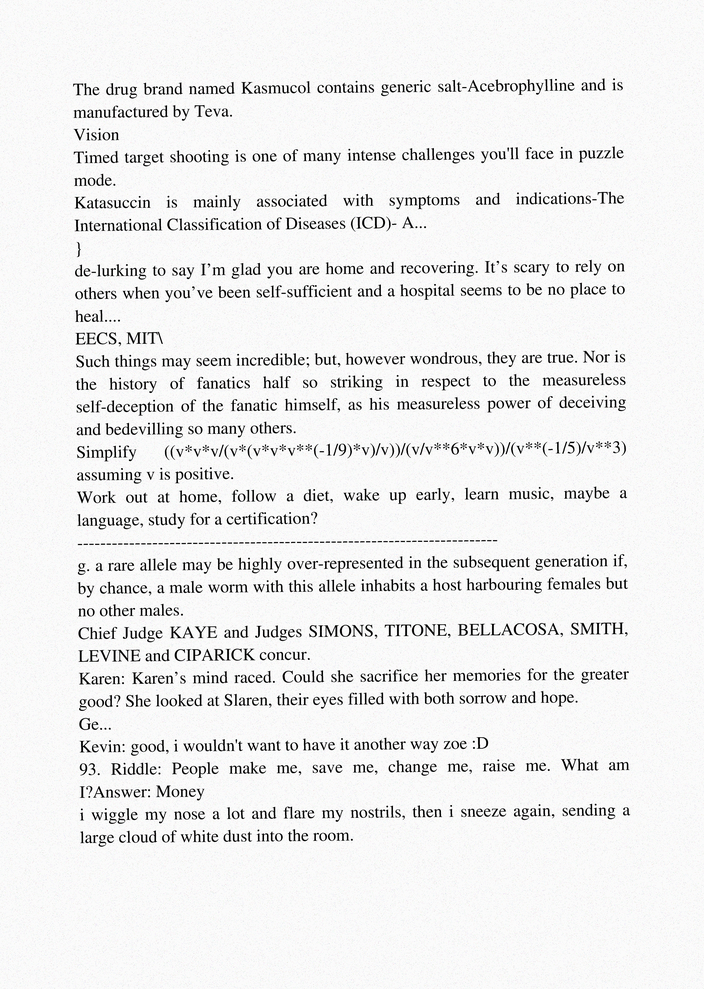 The drug brand named Kasmucol contains generic salt-Acebrophylline and is
manufactured by Teva.
Vision
Timed target shooting is one of many intense challenges you'll face in puzzle
mode.
Katasuccin is mainly associated with symptoms and indications-The
International Classification of Diseases (ICD)- A...
}
de-lurking to say I’m glad you are home and recovering. It’s scary to rely on
others when you’ve been self-sufficient and a hospital seems to be no place to
heal....
EECS, MIT\
Such things may seem incredible; but, however wondrous, they are true. Nor is
the history of fanatics half so striking in respect to the measureless
self-deception of the fanatic himself, as his measureless power of deceiving
and bedevilling so many others.
Simplify ((v*v*v/(v*(v*v*v**(-1/9)*v)/v))/(v/v**6*v*v))/(v**(-1/5)/v**3)
assuming v is positive.
Work out at home, follow a diet, wake up early, learn music, maybe a
language, study for a certification?
-------------------------------------------------------------------------
g. a rare allele may be highly over-represented in the subsequent generation if,
by chance, a male worm with this allele inhabits a host harbouring females but
no other males.
Chief Judge KAYE and Judges SIMONS, TITONE, BELLACOSA, SMITH,
LEVINE and CIPARICK concur.
Karen: Karen’s mind raced. Could she sacrifice her memories for the greater
good? She looked at Slaren, their eyes filled with both sorrow and hope.
Ge...
Kevin: good, i wouldn't want to have it another way zoe :D
93. Riddle: People make me, save me, change me, raise me. What am
I?Answer: Money
i wiggle my nose a lot and flare my nostrils, then i sneeze again, sending a
large cloud of white dust into the room.